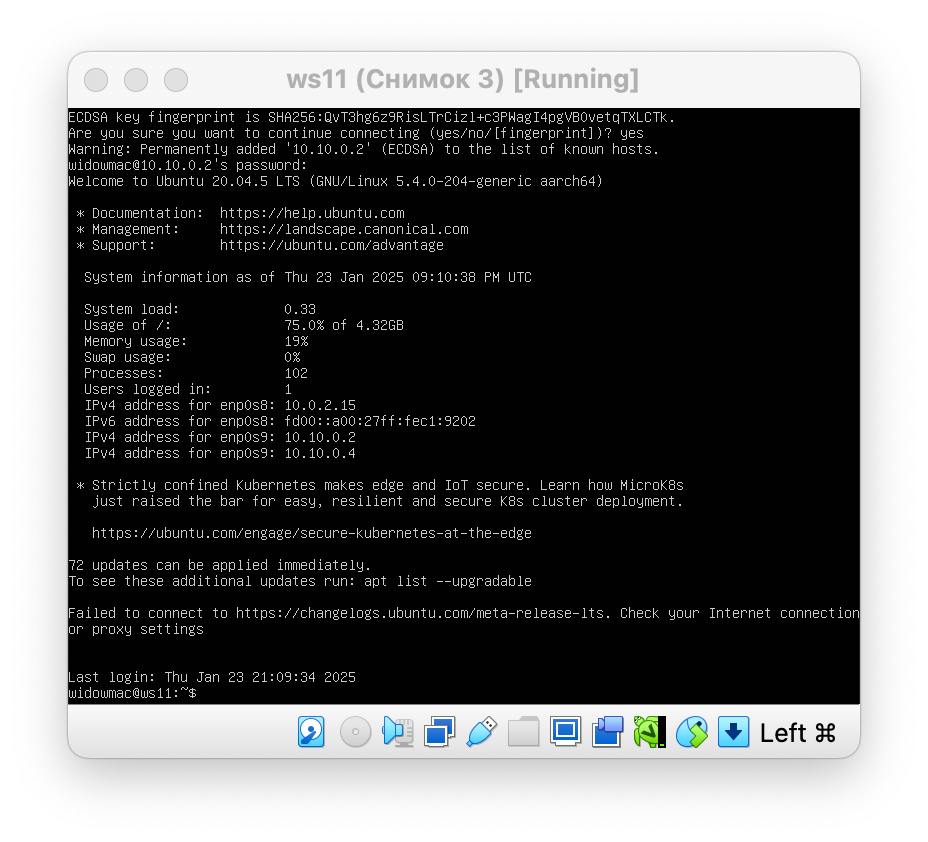 ws11 (Снимок 3) [Running]
ECDSA key fingerprint is SHA256:QvT3hg6z9RisLTrCizl+c3PWagI4pgVBOvetqTXLCTk.
Are you sure you want to continue connecting (yes/no/[fingerprint])? yes
Warning: Permanently added '10.10.0.2' (ECDSA) to the list of known hosts.
widowmac@10.10.0.2's password:
Welcome to Ubuntu 20.04.5 LTS (GNU/Linux 5.4.0-204-generic aarch64)
* Documentation:  https://help.ubuntu.com
* Management:     https://landscape.canonical.com
* Support:        https://ubuntu.com/advantage
System information as of Thu 23 Jan 2025 09:10:38 PM UTC
System load:             0.33
Usage of /:              75.0% of 4.32GB
Memory usage:            19%
Swap usage:              0%
Processes:               102
Users logged in:         1
IPv4 address for enp0s8: 10.0.2.15
IPv6 address for enp0s8: fd00::a00:27ff:fec1:9202
IPv4 address for enp0s9: 10.10.0.2
IPv4 address for enp0s9: 10.10.0.4
* Strictly confined Kubernetes makes edge and IoT secure. Learn how MicroK8s
just raised the bar for easy, resilient and secure K8s cluster deployment.
https://ubuntu.com/engage/secure-kubernetes-at-the-edge
72 updates can be applied immediately.
To see these additional updates run: apt list --upgradable
Failed to connect to https://changelogs.ubuntu.com/meta-release-lts. Check your Internet connection
or proxy settings
Last login: Thu Jan 23 21:09:34 2025
widowmac@ws11:~$
Left ⌘